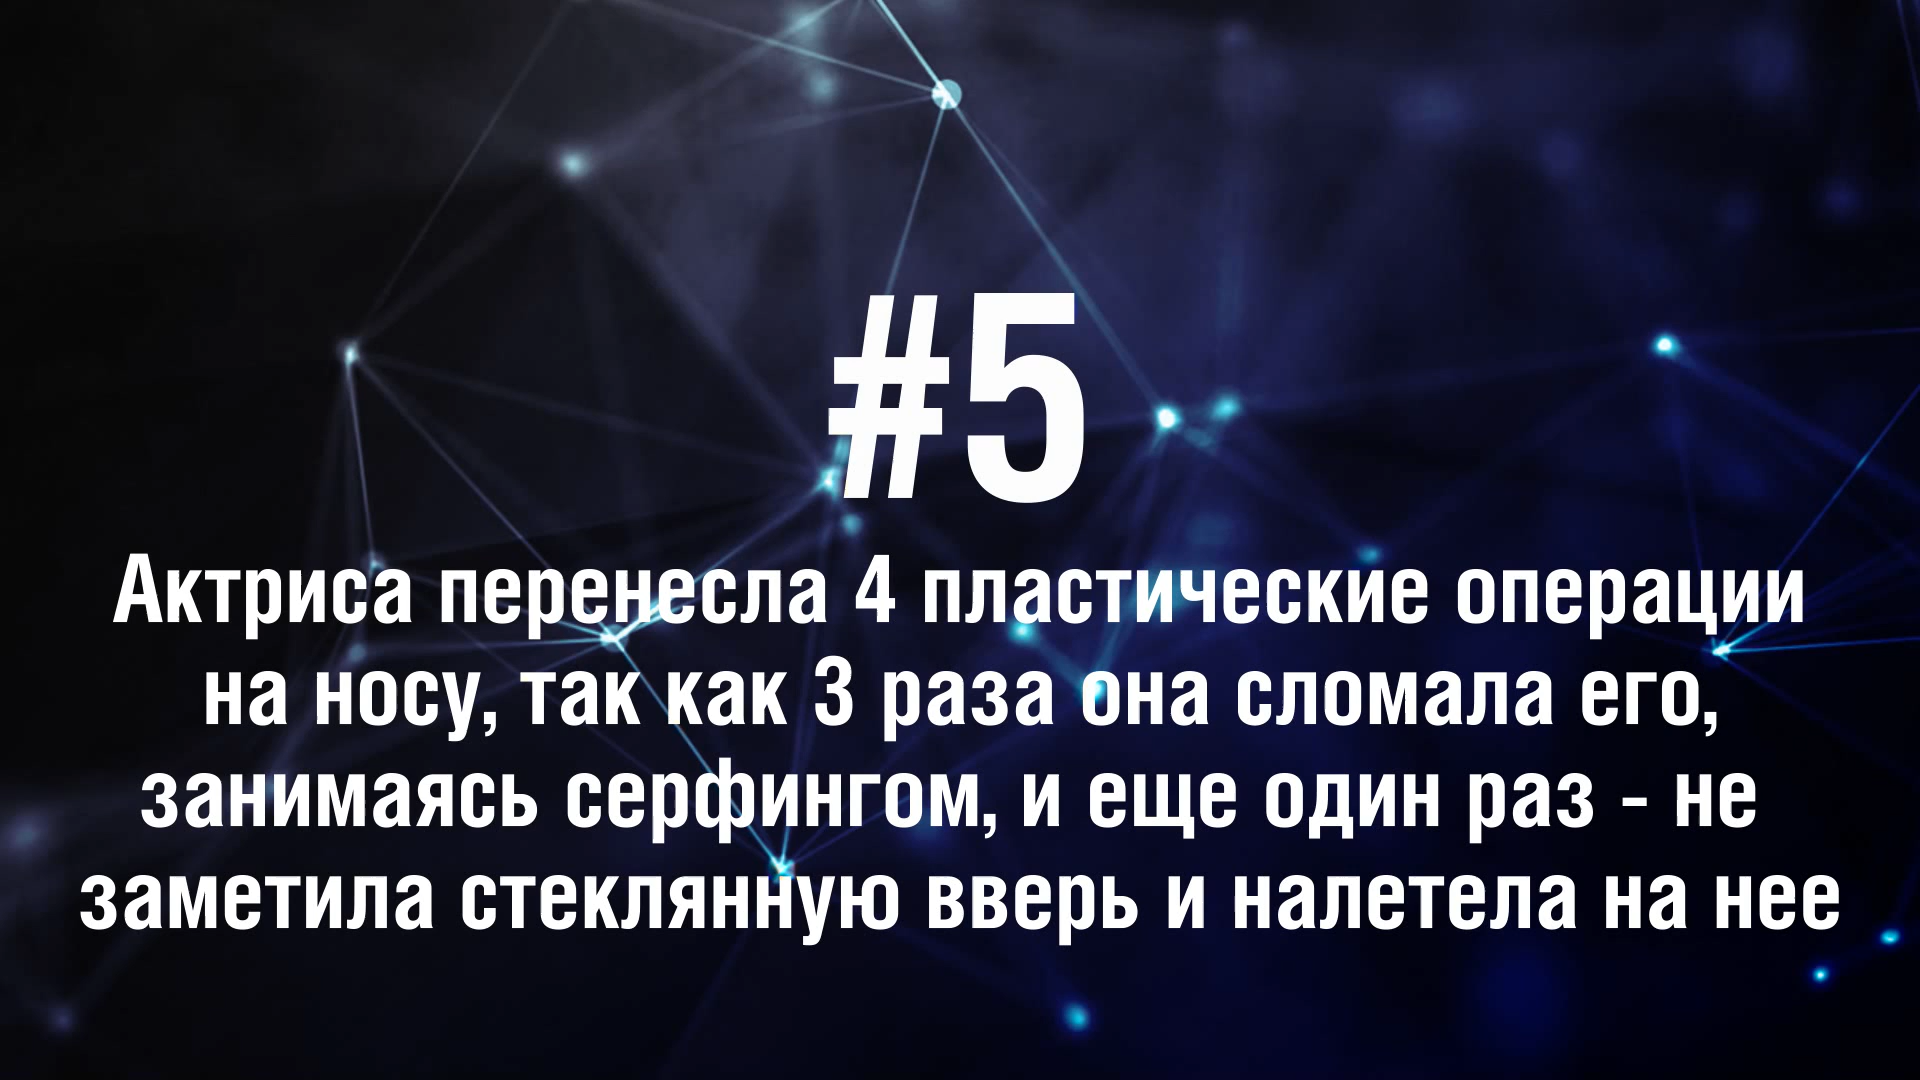 #5
Актриса перенесла 4 пластические операции
на носу, так как 3 раза она сломала его,
занимаясь серфингом, и еще один раз - не
заметила стеклянную вверь и налетела на нее